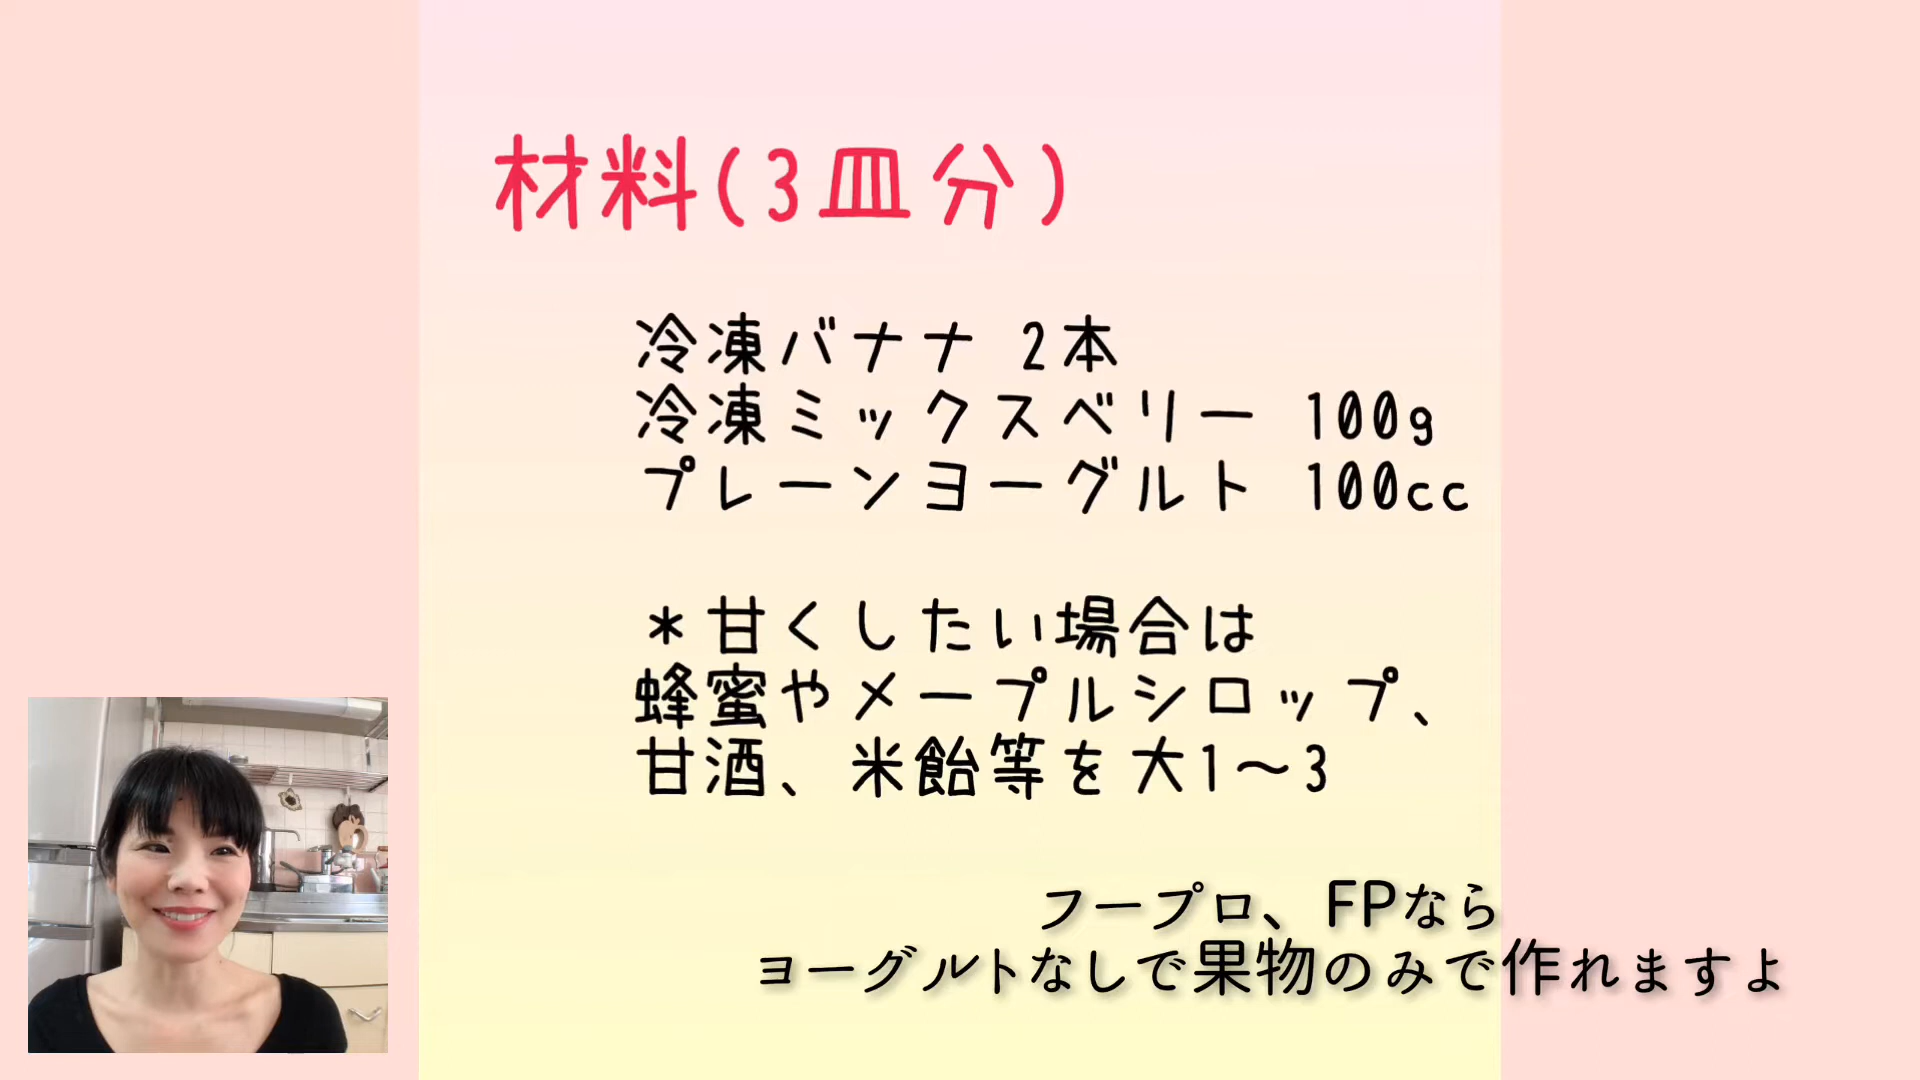 材料(3皿分)
冷凍バナナ 2本
冷凍ミックスベリー 100g
プレーンヨーグルト 100cc
*甘くしたい場合は
蜂蜜やメープルシロップ、
甘酒、米飴等を大1〜3
フープロ、FPなら
ヨーグルトなしで果物のみで作れますよ